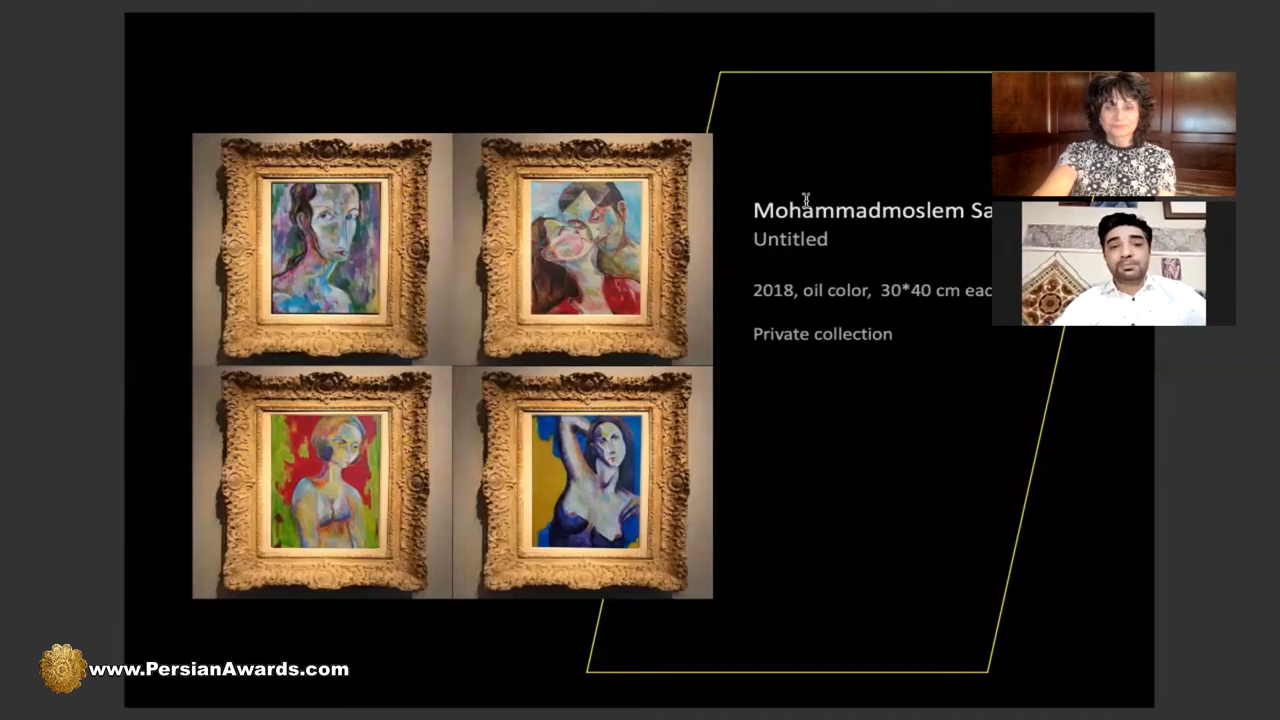 Mohammadmoslem Sa
Untitled
2018, oil color, 30*40 cm eac
Private collection
www.PersianAwards.com